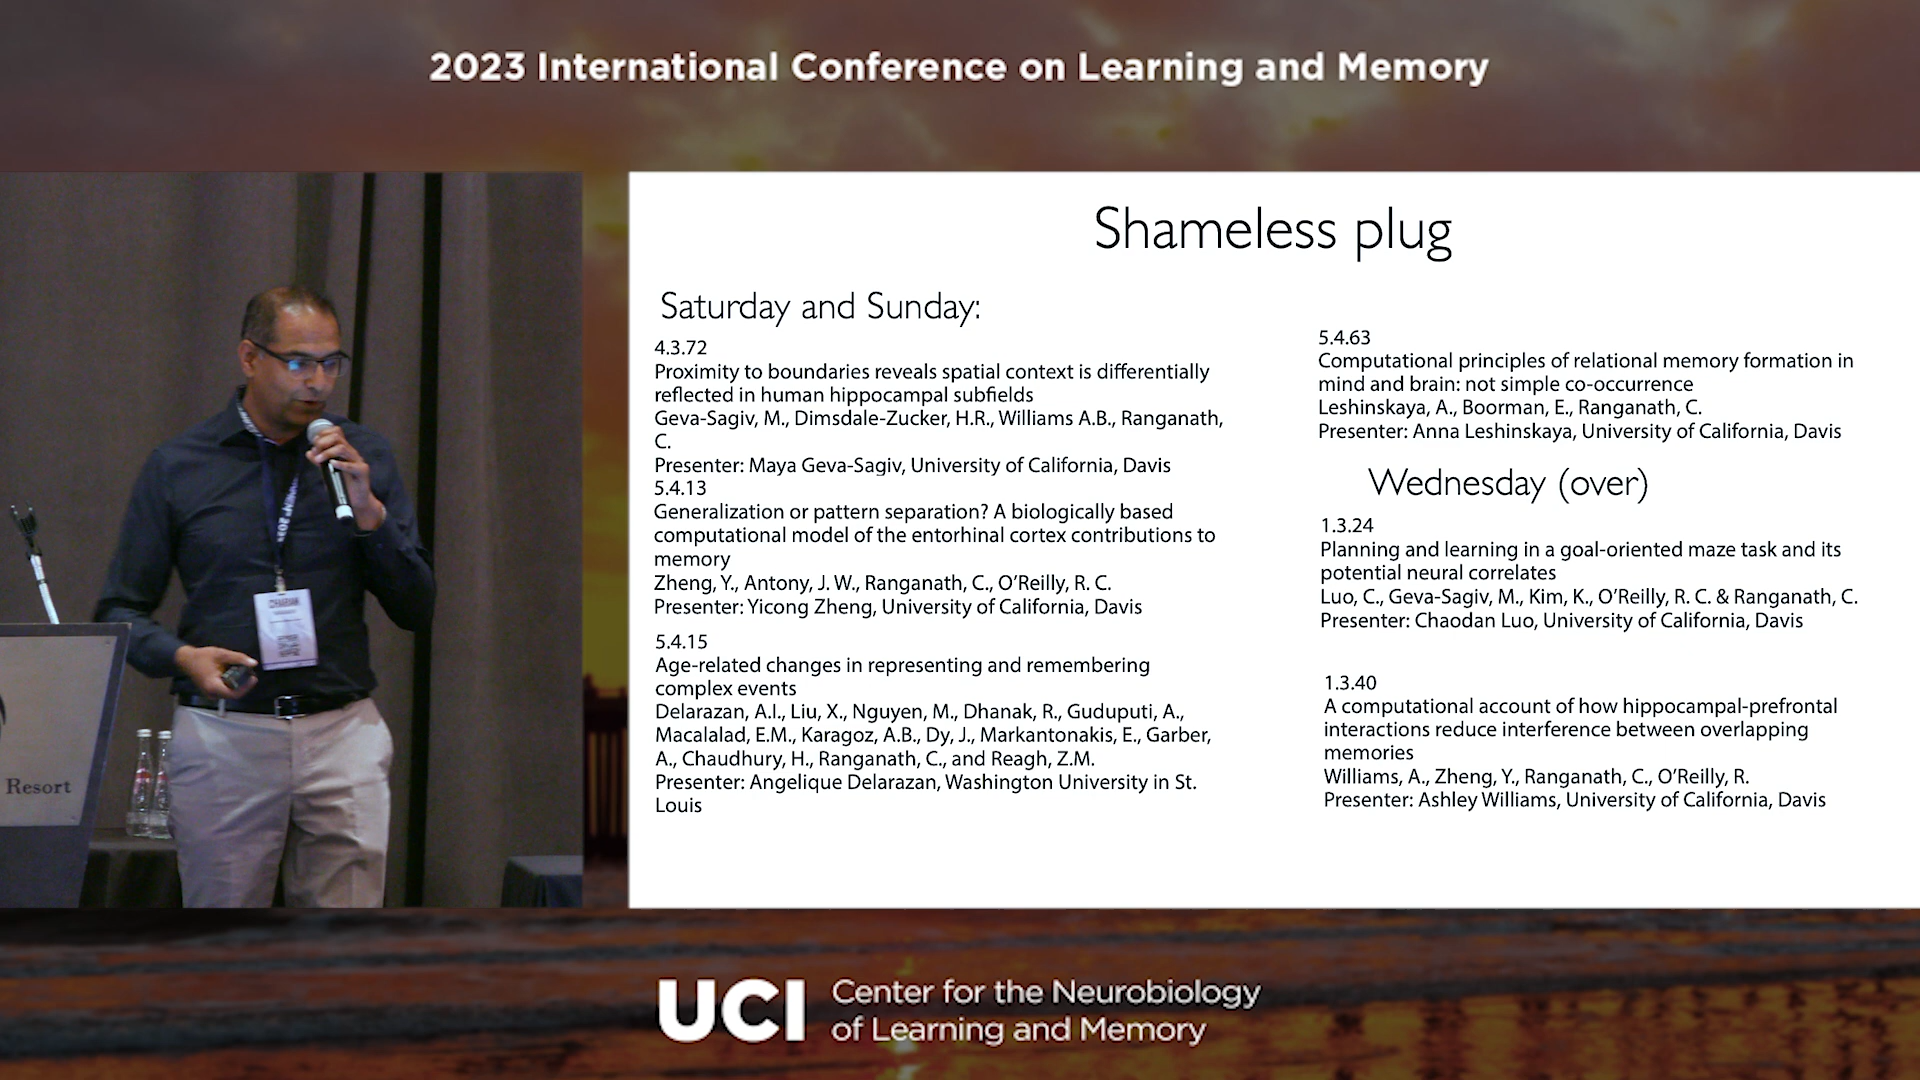 2023 International Conference on Learning and Memory
Shameless plug
Saturday and Sunday:
4.3.72
Proximity to boundaries reveals spatial context is differentially
reflected in human hippocampal subfields
Geva-Sagiv, M., Dimsdale-Zucker, H.R., Williams A.B., Ranganath,
C.
Presenter: Maya Geva-Sagiv, University of California, Davis
5.4.13
Generalization or pattern separation? A biologically based
computational model of the entorhinal cortex contributions to
memory
Zheng, Y., Antony, J. W., Ranganath, C., O'Reilly, R. C.
Presenter: Yicong Zheng, University of California, Davis
5.4.15
Age-related changes in representing and remembering
complex events
Delarazan, A.I., Liu, X., Nguyen, M., Dhanak, R., Guduputi, A.,
Macalalad, E.M., Karagoz, A.B., Dy, J., Markantonakis, E., Garber,
A., Chaudhury, H., Ranganath, C., and Reagh, Z.M.
Presenter: Angelique Delarazan, Washington University in St.
Louis
5.4.63
Computational principles of relational memory formation in
mind and brain: not simple co-occurrence
Leshinskaya, A., Boorman, E., Ranganath, C.
Presenter: Anna Leshinskaya, University of California, Davis
Wednesday (over)
1.3.24
Planning and learning in a goal-oriented maze task and its
potential neural correlates
Luo, C., Geva-Sagiv, M., Kim, K., O'Reilly, R. C. & Ranganath, C.
Presenter: Chaodan Luo, University of California, Davis
1.3.40
A computational account of how hippocampal-prefrontal
interactions reduce interference between overlapping
memories
Williams, A., Zheng, Y., Ranganath, C., O'Reilly, R.
Presenter: Ashley Williams, University of California, Davis
CHARAN
Resort
UCI
Center for the Neurobiology
of Learning and Memory